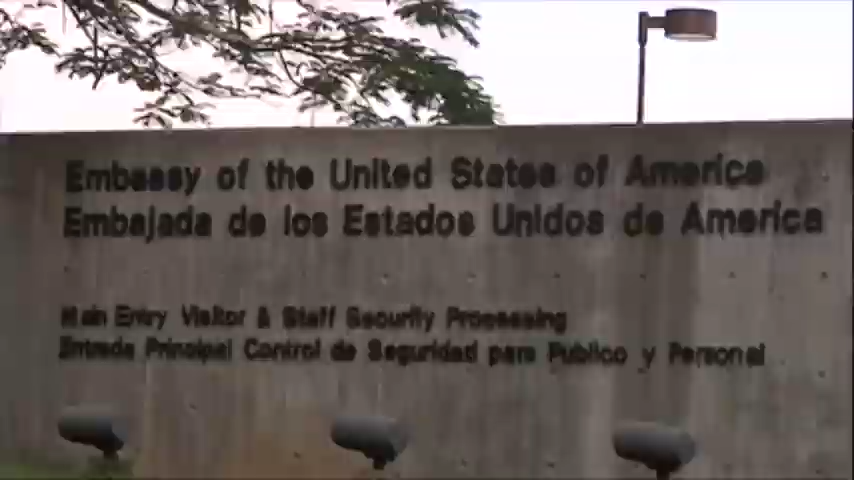 Embassy of the United States of America
Embajada de los Estados Unidos de America
Main Entry Visitor & Staff Security Processing
Entrada Principal Control de Seguridad para Publico y Personal